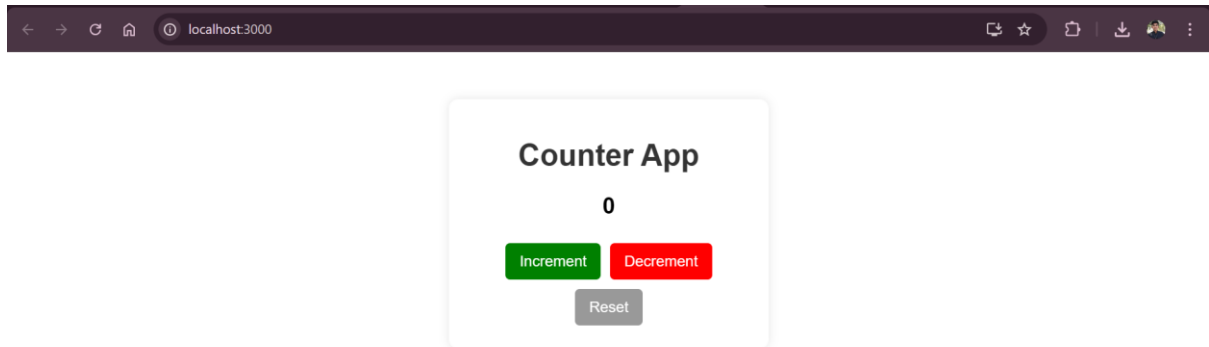 localhost:3000
Counter App
0
Increment Decrement
Reset